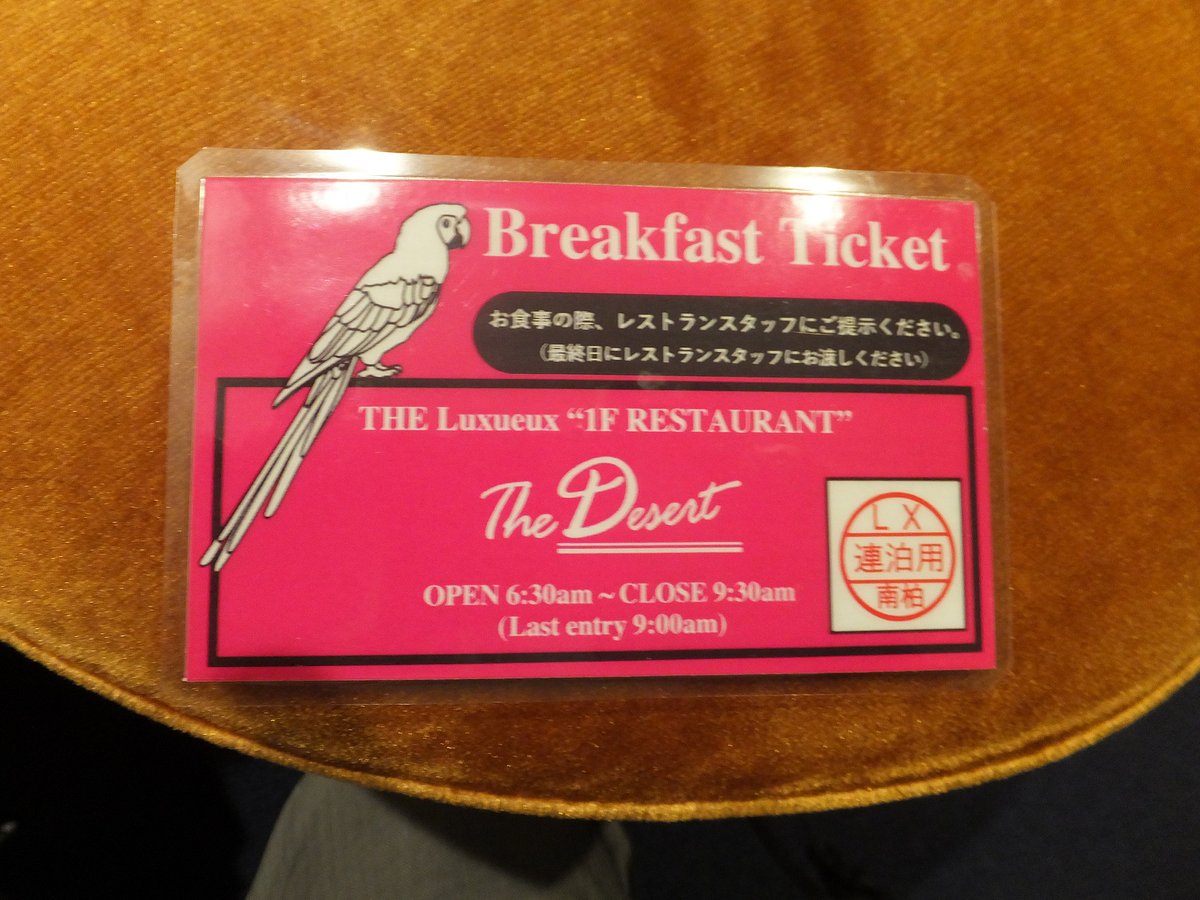 Breakfast Ticket
お食事の際、レストランスタッフにご提示ください。
(最終日にレストランスタッフにお渡しください)
THE Luxueux “1F RESTAURANT”
The Desert
OPEN 6:30am ~ CLOSE 9:30am
(Last entry 9:00am)
LX
連泊用
南柏